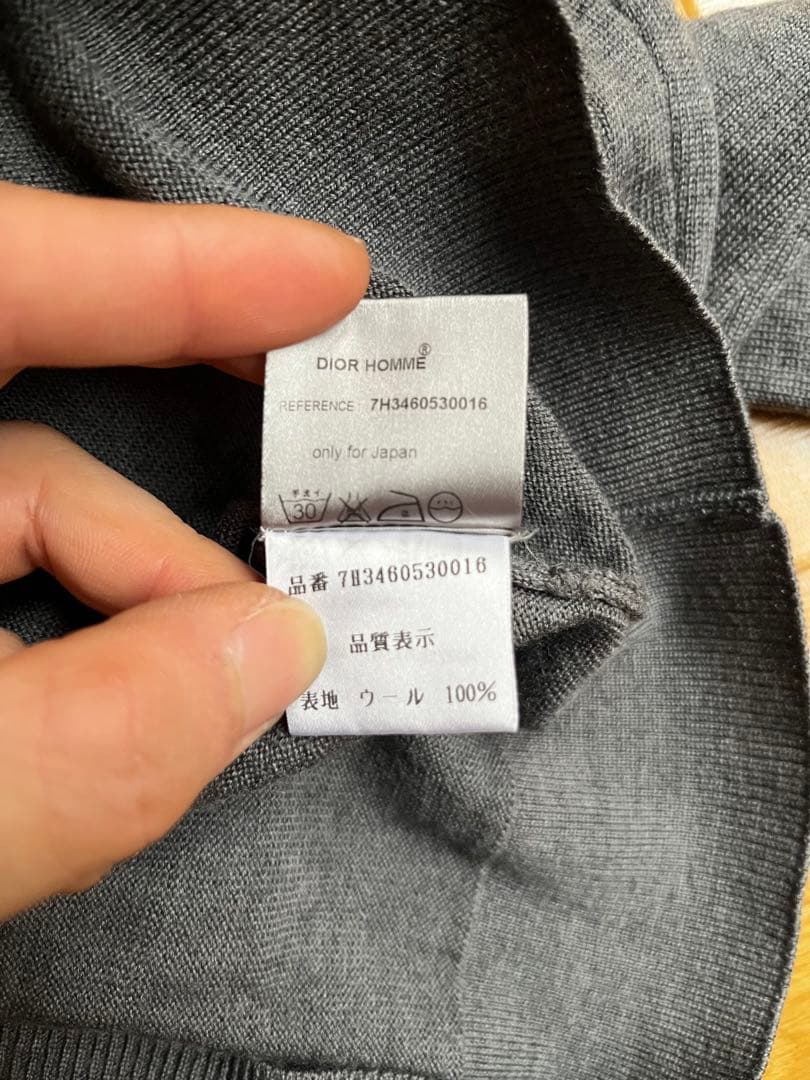 DIOR HOMME®
REFERENCE : 7H3460530016
only for Japan
手洗イ
30
品番 7H3460530016
品質表示
表地 ウール 100%